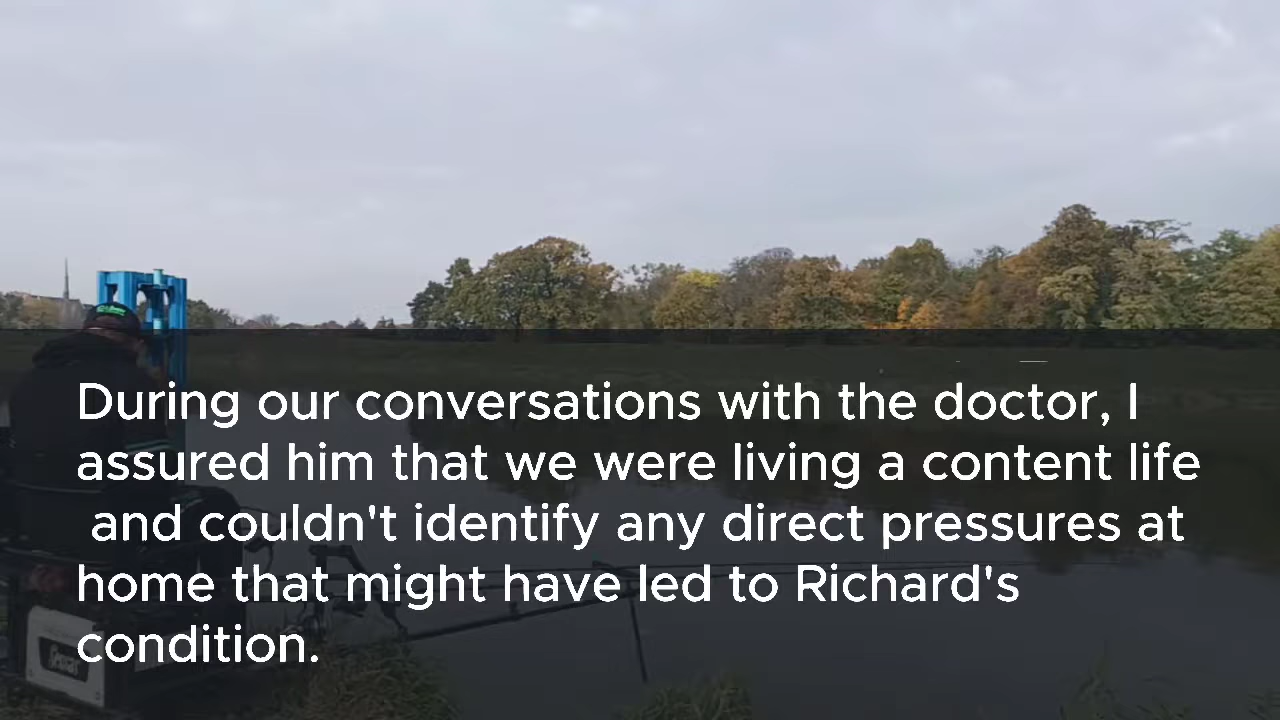 During our conversations with the doctor, I
assured him that we were living a content life
and couldn't identify any direct pressures at
home that might have led to Richard's
condition.